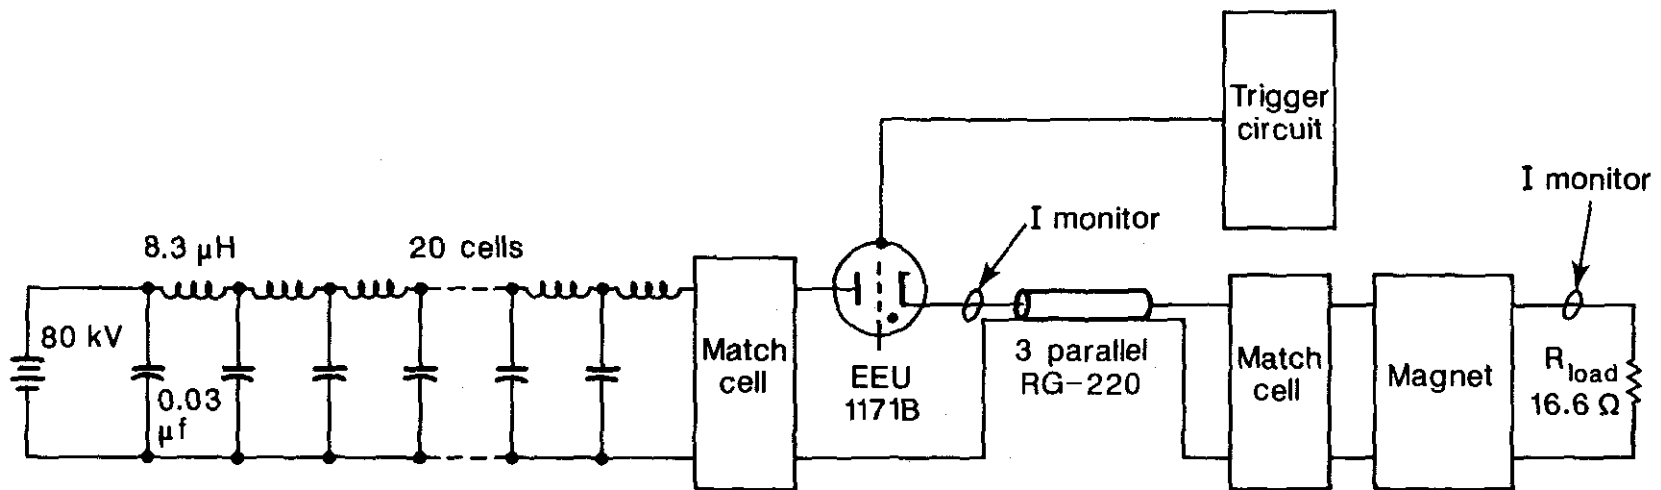 Trigger
circuit
I monitor
I monitor
8.3 μH
20 cells
80 kV
0.03
μf
Match
cell
EEU
1171B
3 parallel
RG-220
Match
cell
Magnet
R load
16.6 Ω